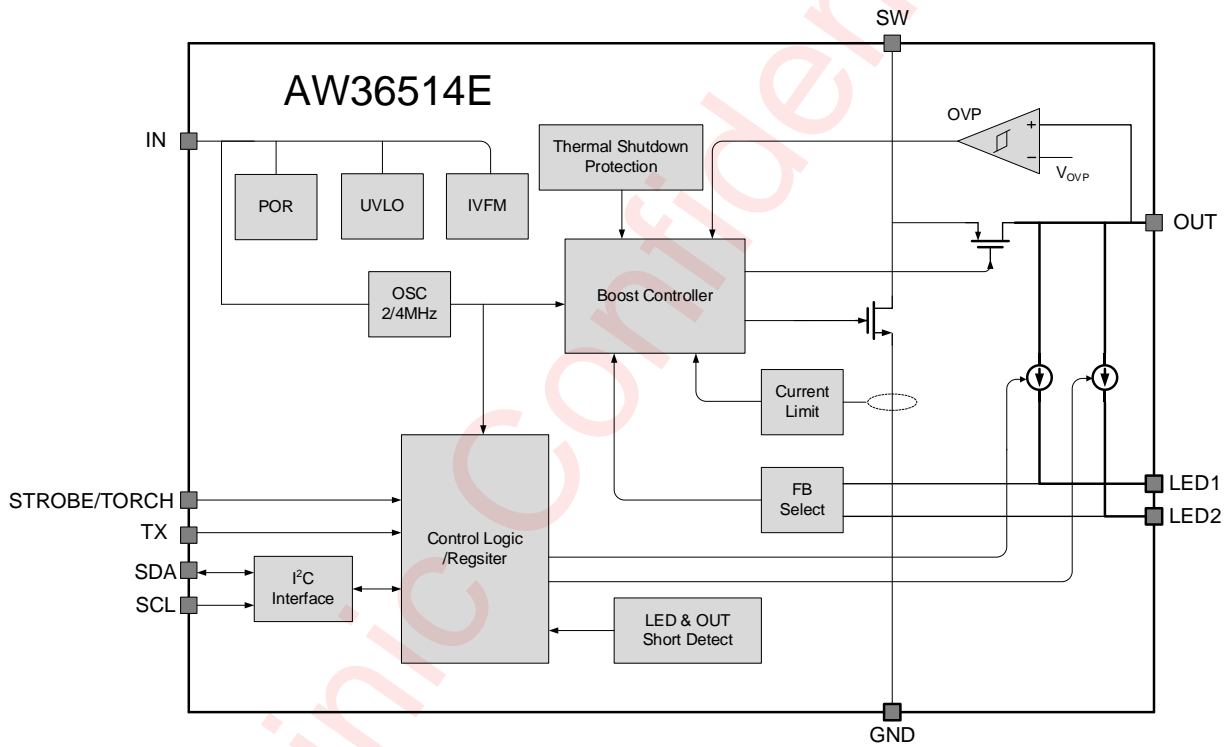 SW
AW36514E
OVP
IN
+
Thermal Shutdown
Protection
−
VOVP
POR
UVLO
IVFM
OUT
OSC
2/4MHz
Boost Controller
Current
Limit
FB
Select
LED1
STROBE/TORCH
LED2
TX
Control Logic
/Regsiter
SDA
I²C
Interface
SCL
LED & OUT
Short Detect
GND
inic Confiden